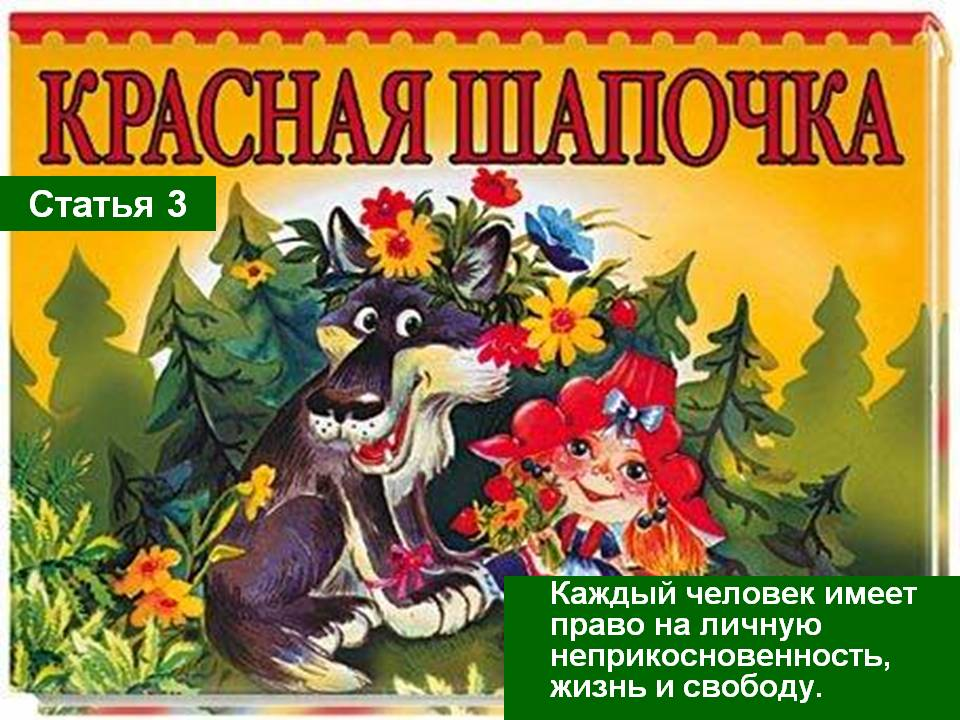 КРАСНАЯ ШАПОЧКА
Статья 3
Каждый человек имеет
право на личную
неприкосновенность,
жизнь и свободу.